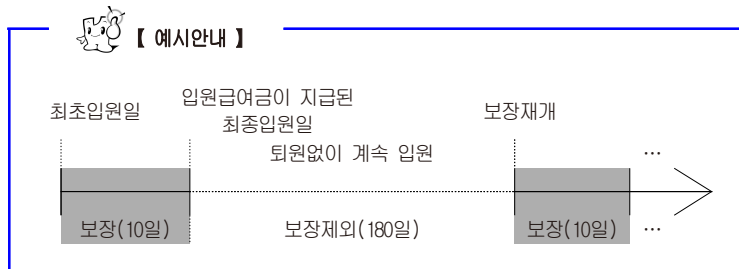 【 예시안내 】
최초입원일
입원급여금이 지급된
최종입원일
보장재개
퇴원없이 계속 입원
…
보장(10일)
보장제외(180일)
보장(10일)
…